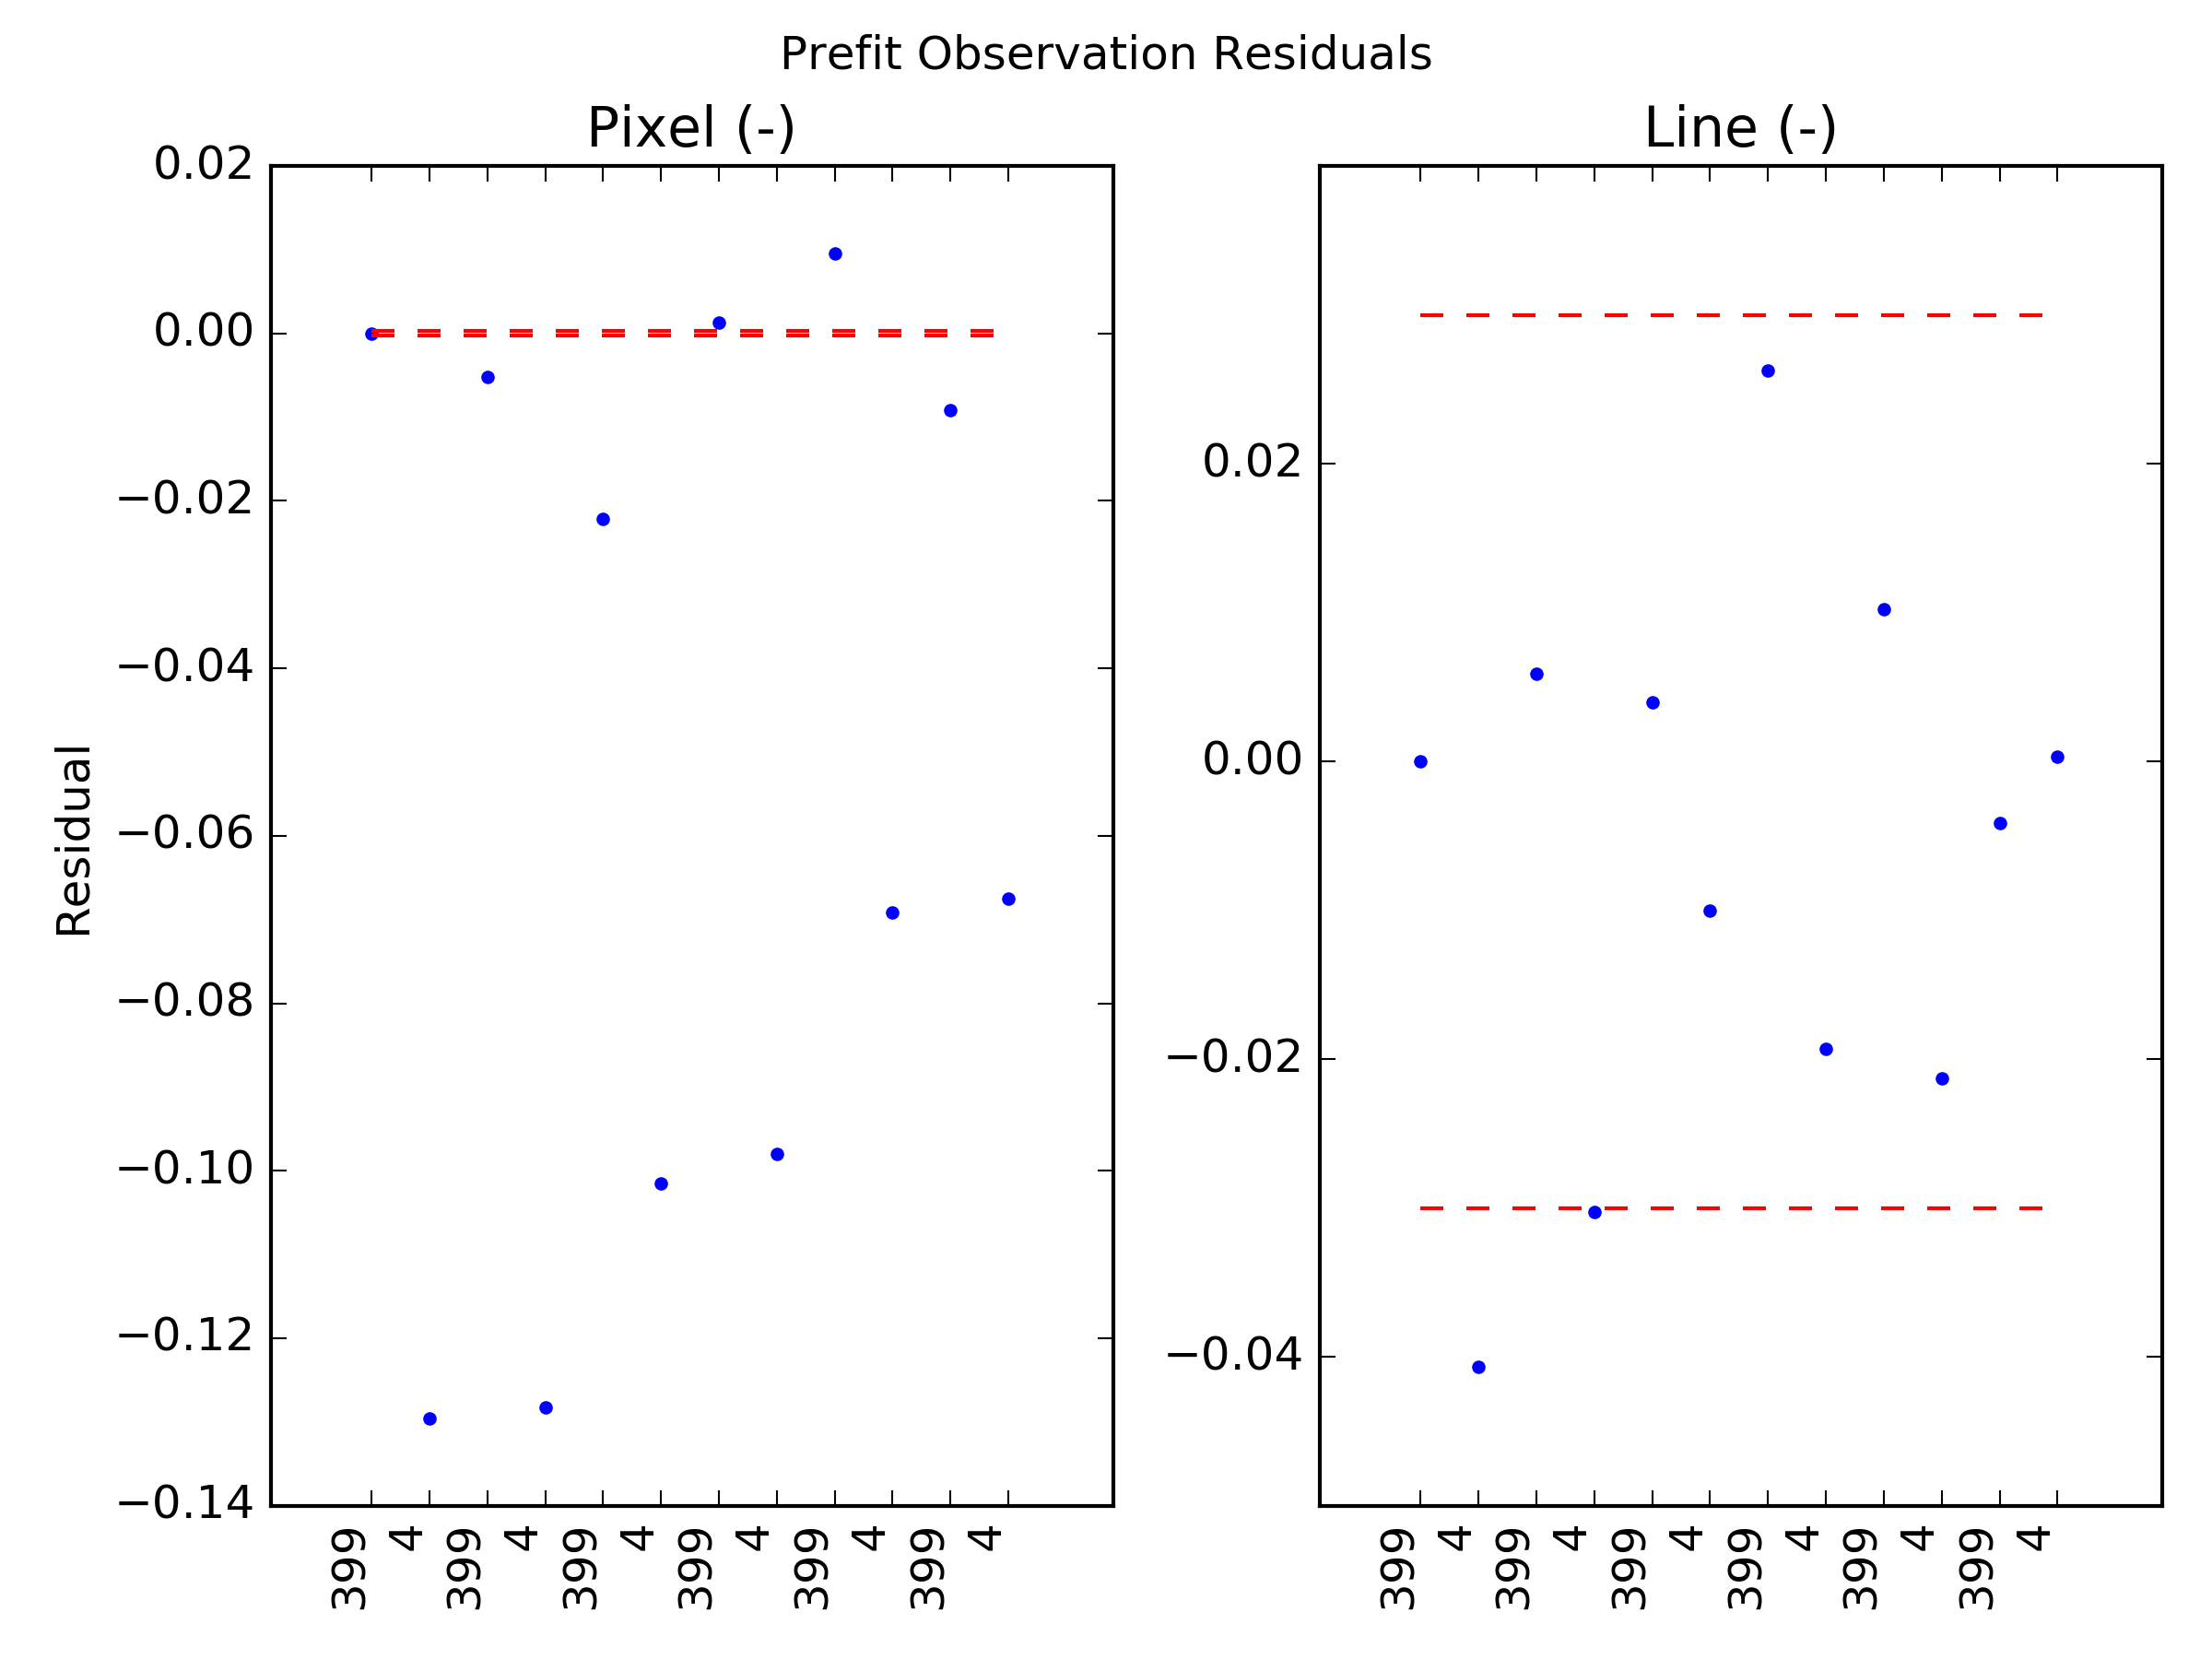 Prefit Observation Residuals
Pixel (-)
0.02
0.00
−0.02
−0.04
−0.06
−0.08
−0.10
−0.12
−0.14
Residual
399 4 399 4 399 4 399 4 399 4 399 4
Line (-)
0.02
0.00
−0.02
−0.04
399 4 399 4 399 4 399 4 399 4 399 4